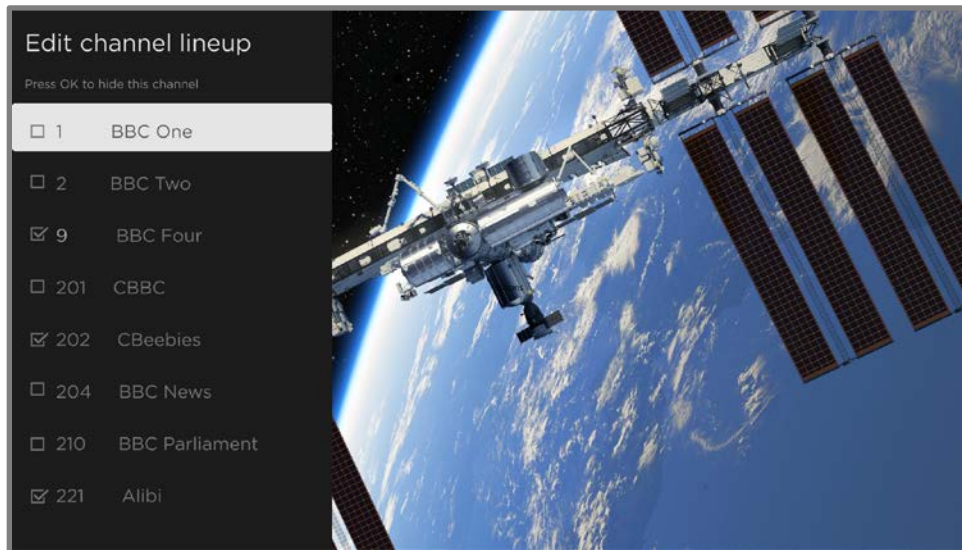 Edit channel lineup
Press OK to hide this channel
1 BBC One
2 BBC Two
9 BBC Four
201 CBBC
202 CBeebies
204 BBC News
210 BBC Parliament
221 Alibi